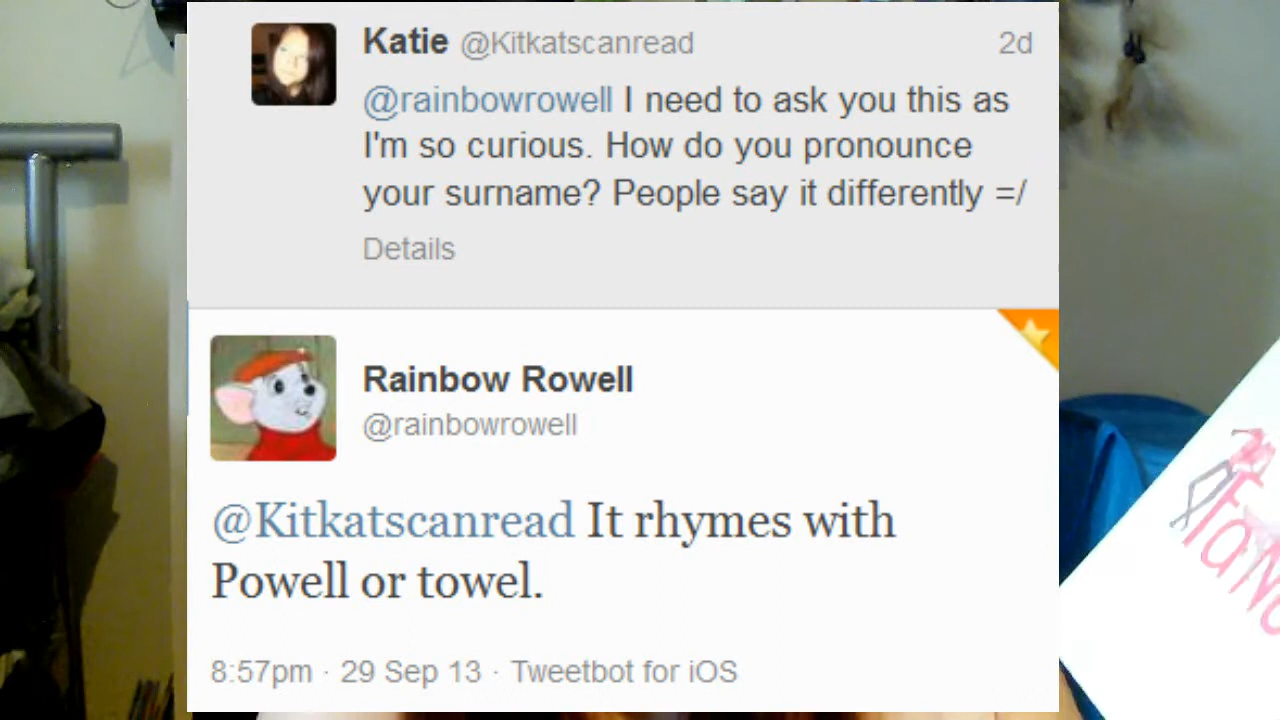 Katie @Kitkatscanread 2d
@rainbowrowell I need to ask you this as
I'm so curious. How do you pronounce
your surname? People say it differently =/
Details
Rainbow Rowell
@rainbowrowell
@Kitkatscanread It rhymes with
Powell or towel.
8:57pm · 29 Sep 13 · Tweetbot for iOS